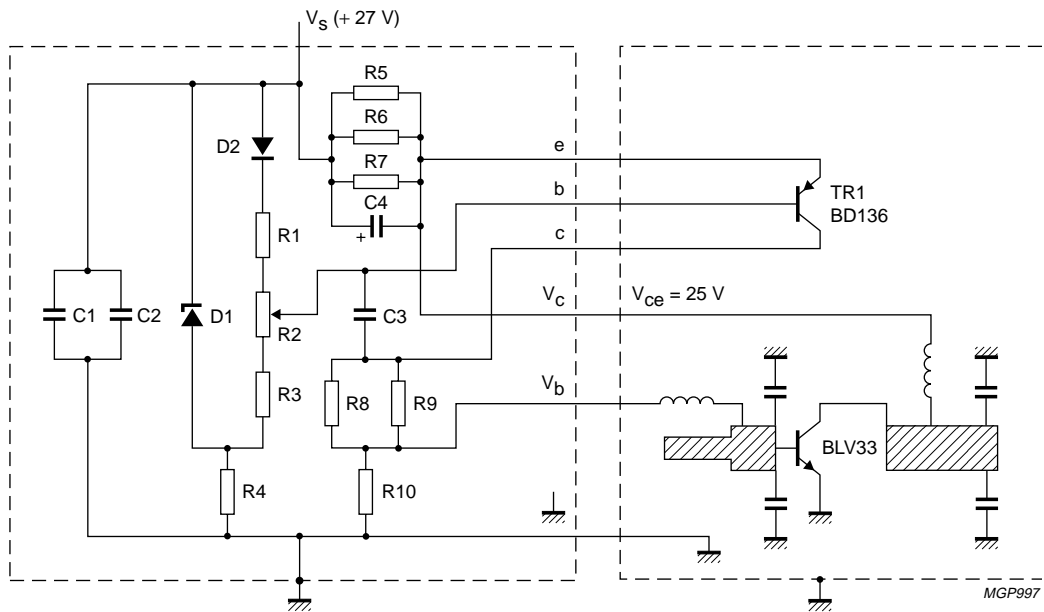 Vs (+ 27 V)
R5
R6
D2
R7
e
C4
b
TR1
BD136
+
R1
c
Vc
Vce = 25 V
C1
C2
D1
R2
C3
R3
R8
R9
Vb
BLV33
R4
R10
MGP997